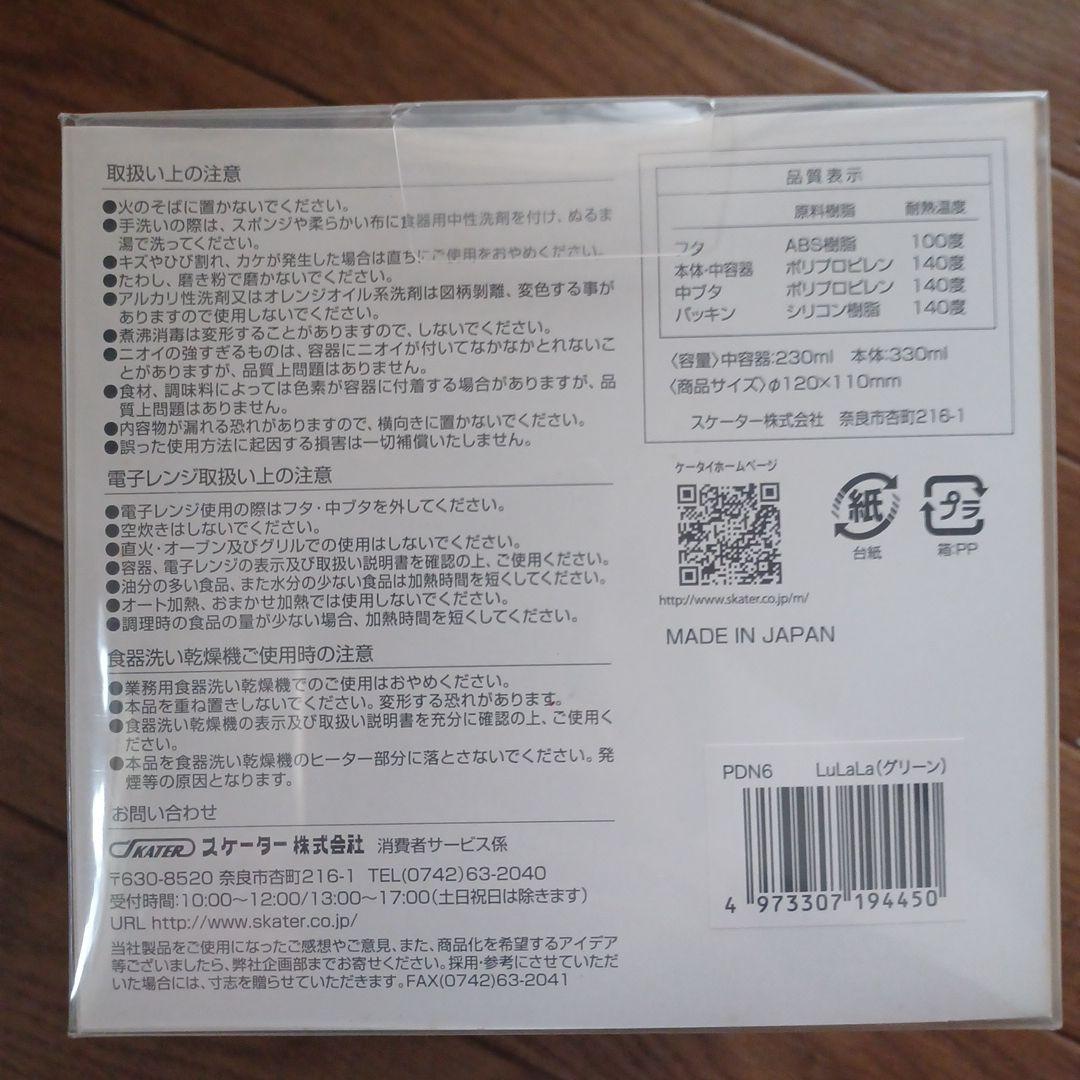 取扱い上の注意
●火のそばに置かないでください。
●手洗いの際は、スポンジや柔らかい布に食器用中性洗剤を付け、ぬるま
湯で洗ってください。
●キズやひび割れ、カケが発生した場合は直ちにご使用をおやめください。
●たわし、磨き粉で磨かないでください。
●アルカリ性洗剤又はオレンジオイル系洗剤は図柄剥離、変色する事が
ありますので使用しないでください。
●煮沸消毒は変形することがありますので、しないでください。
●ニオイの強すぎるものは、容器にニオイが付いてなかなかとれないこ
とがありますが、品質上問題はありません。
●食材、調味料によっては色素が容器に付着する場合がありますが、品
質上問題はありません。
●内容物が漏れる恐れがありますので、横向きに置かないでください。
●誤った使用方法に起因する損害は一切補償いたしません。
電子レンジ取扱い上の注意
●電子レンジ使用の際はフタ・中ブタを外してください。
●空炊きはしないでください。
●直火・オーブン及びグリルでの使用はしないでください。
●容器、電子レンジの表示及び取扱い説明書を確認の上、ご使用ください。
●油分の多い食品、また水分の少ない食品は加熱時間を短くしてください。
●オート加熱、おまかせ加熱では使用しないでください。
●調理時の食品の量が少ない場合、加熱時間を短くしてください。
食器洗い乾燥機ご使用時の注意
●業務用食器洗い乾燥機でのご使用はおやめください。
●本品を重ね置きしないでください。変形する恐れがあります。
●食器洗い乾燥機の表示及び取扱い説明書を充分に確認の上、ご使用く
ださい。
●本品を食器洗い乾燥機のヒーター部分に落とさないでください。発
煙等の原因となります。
お問い合わせ
SKATER スケーター株式会社 消費者サービス係
〒630-8520 奈良市杏町216-1 TEL(0742)63-2040
受付時間:10:00〜12:00/13:00〜17:00(土日祝日は除きます)
URL http://www.skater.co.jp/
当社製品をご使用になったご感想やご意見、また、商品化を希望するアイデア
等ございましたら、弊社企画部までお寄せください。採用・参考にさせていただ
いた場合には、寸志を贈らせていただきます。FAX(0742)63-2041
品質表示
原料樹脂 耐熱温度
フタ ABS樹脂 100度
本体・中容器 ポリプロピレン 140度
中ブタ ポリプロピレン 140度
パッキン シリコン樹脂 140度
〈容量〉中容器:230ml 本体:330ml
〈商品サイズ〉φ120×110mm
スケーター株式会社 奈良市杏町216-1
ケータイホームページ
http://www.skater.co.jp/m/
紙
台紙
プラ
箱:PP
MADE IN JAPAN
PDN6 LuLaLa(グリーン)
4 973307 194450